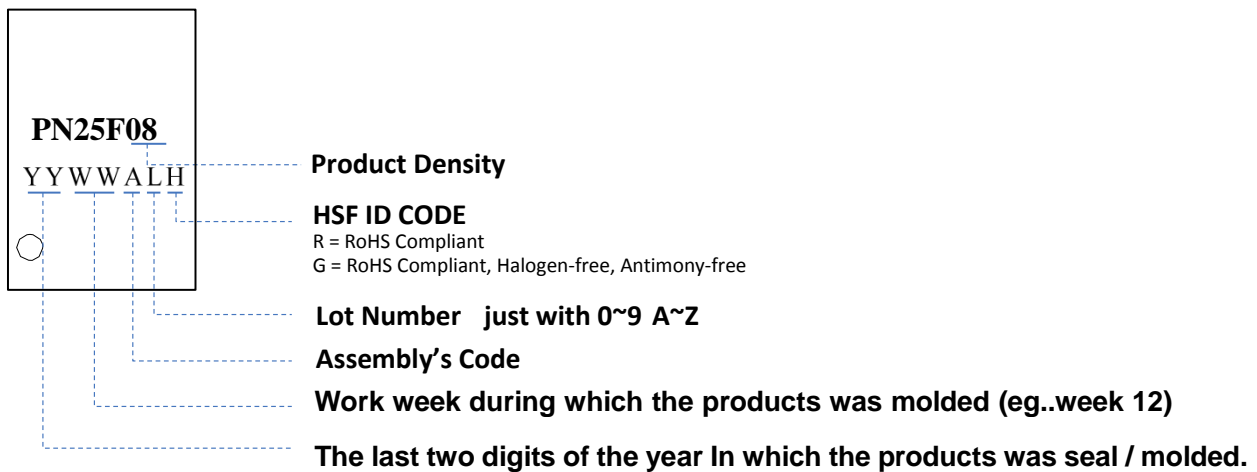 PN25F08
YYWWALH
Product Density
HSF ID CODE
R = RoHS Compliant
G = RoHS Compliant, Halogen-free, Antimony-free
Lot Number just with 0~9 A~Z
Assembly’s Code
Work week during which the products was molded (eg..week 12)
The last two digits of the year In which the products was seal / molded.